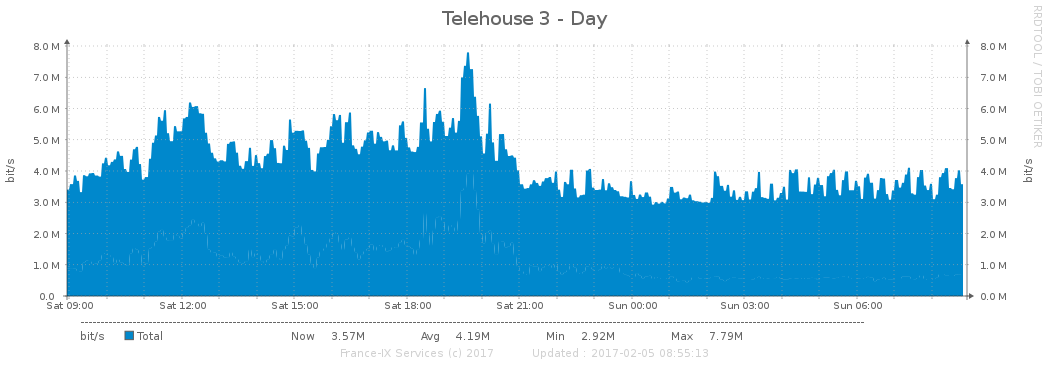 Telehouse 3 - Day
RRDTOOL / TOBI OETIKER
bit/s
bit/s
8.0 M 8.0 M
7.0 M 7.0 M
6.0 M 6.0 M
5.0 M 5.0 M
4.0 M 4.0 M
3.0 M 3.0 M
2.0 M 2.0 M
1.0 M 1.0 M
0.0 0.0 M
Sat 09:00 Sat 12:00 Sat 15:00 Sat 18:00 Sat 21:00 Sun 00:00 Sun 03:00 Sun 06:00
bit/s Total Now 3.57M Avg 4.19M Min 2.92M Max 7.79M
France-IX Services (c) 2017 Updated : 2017-02-05 08:55:13